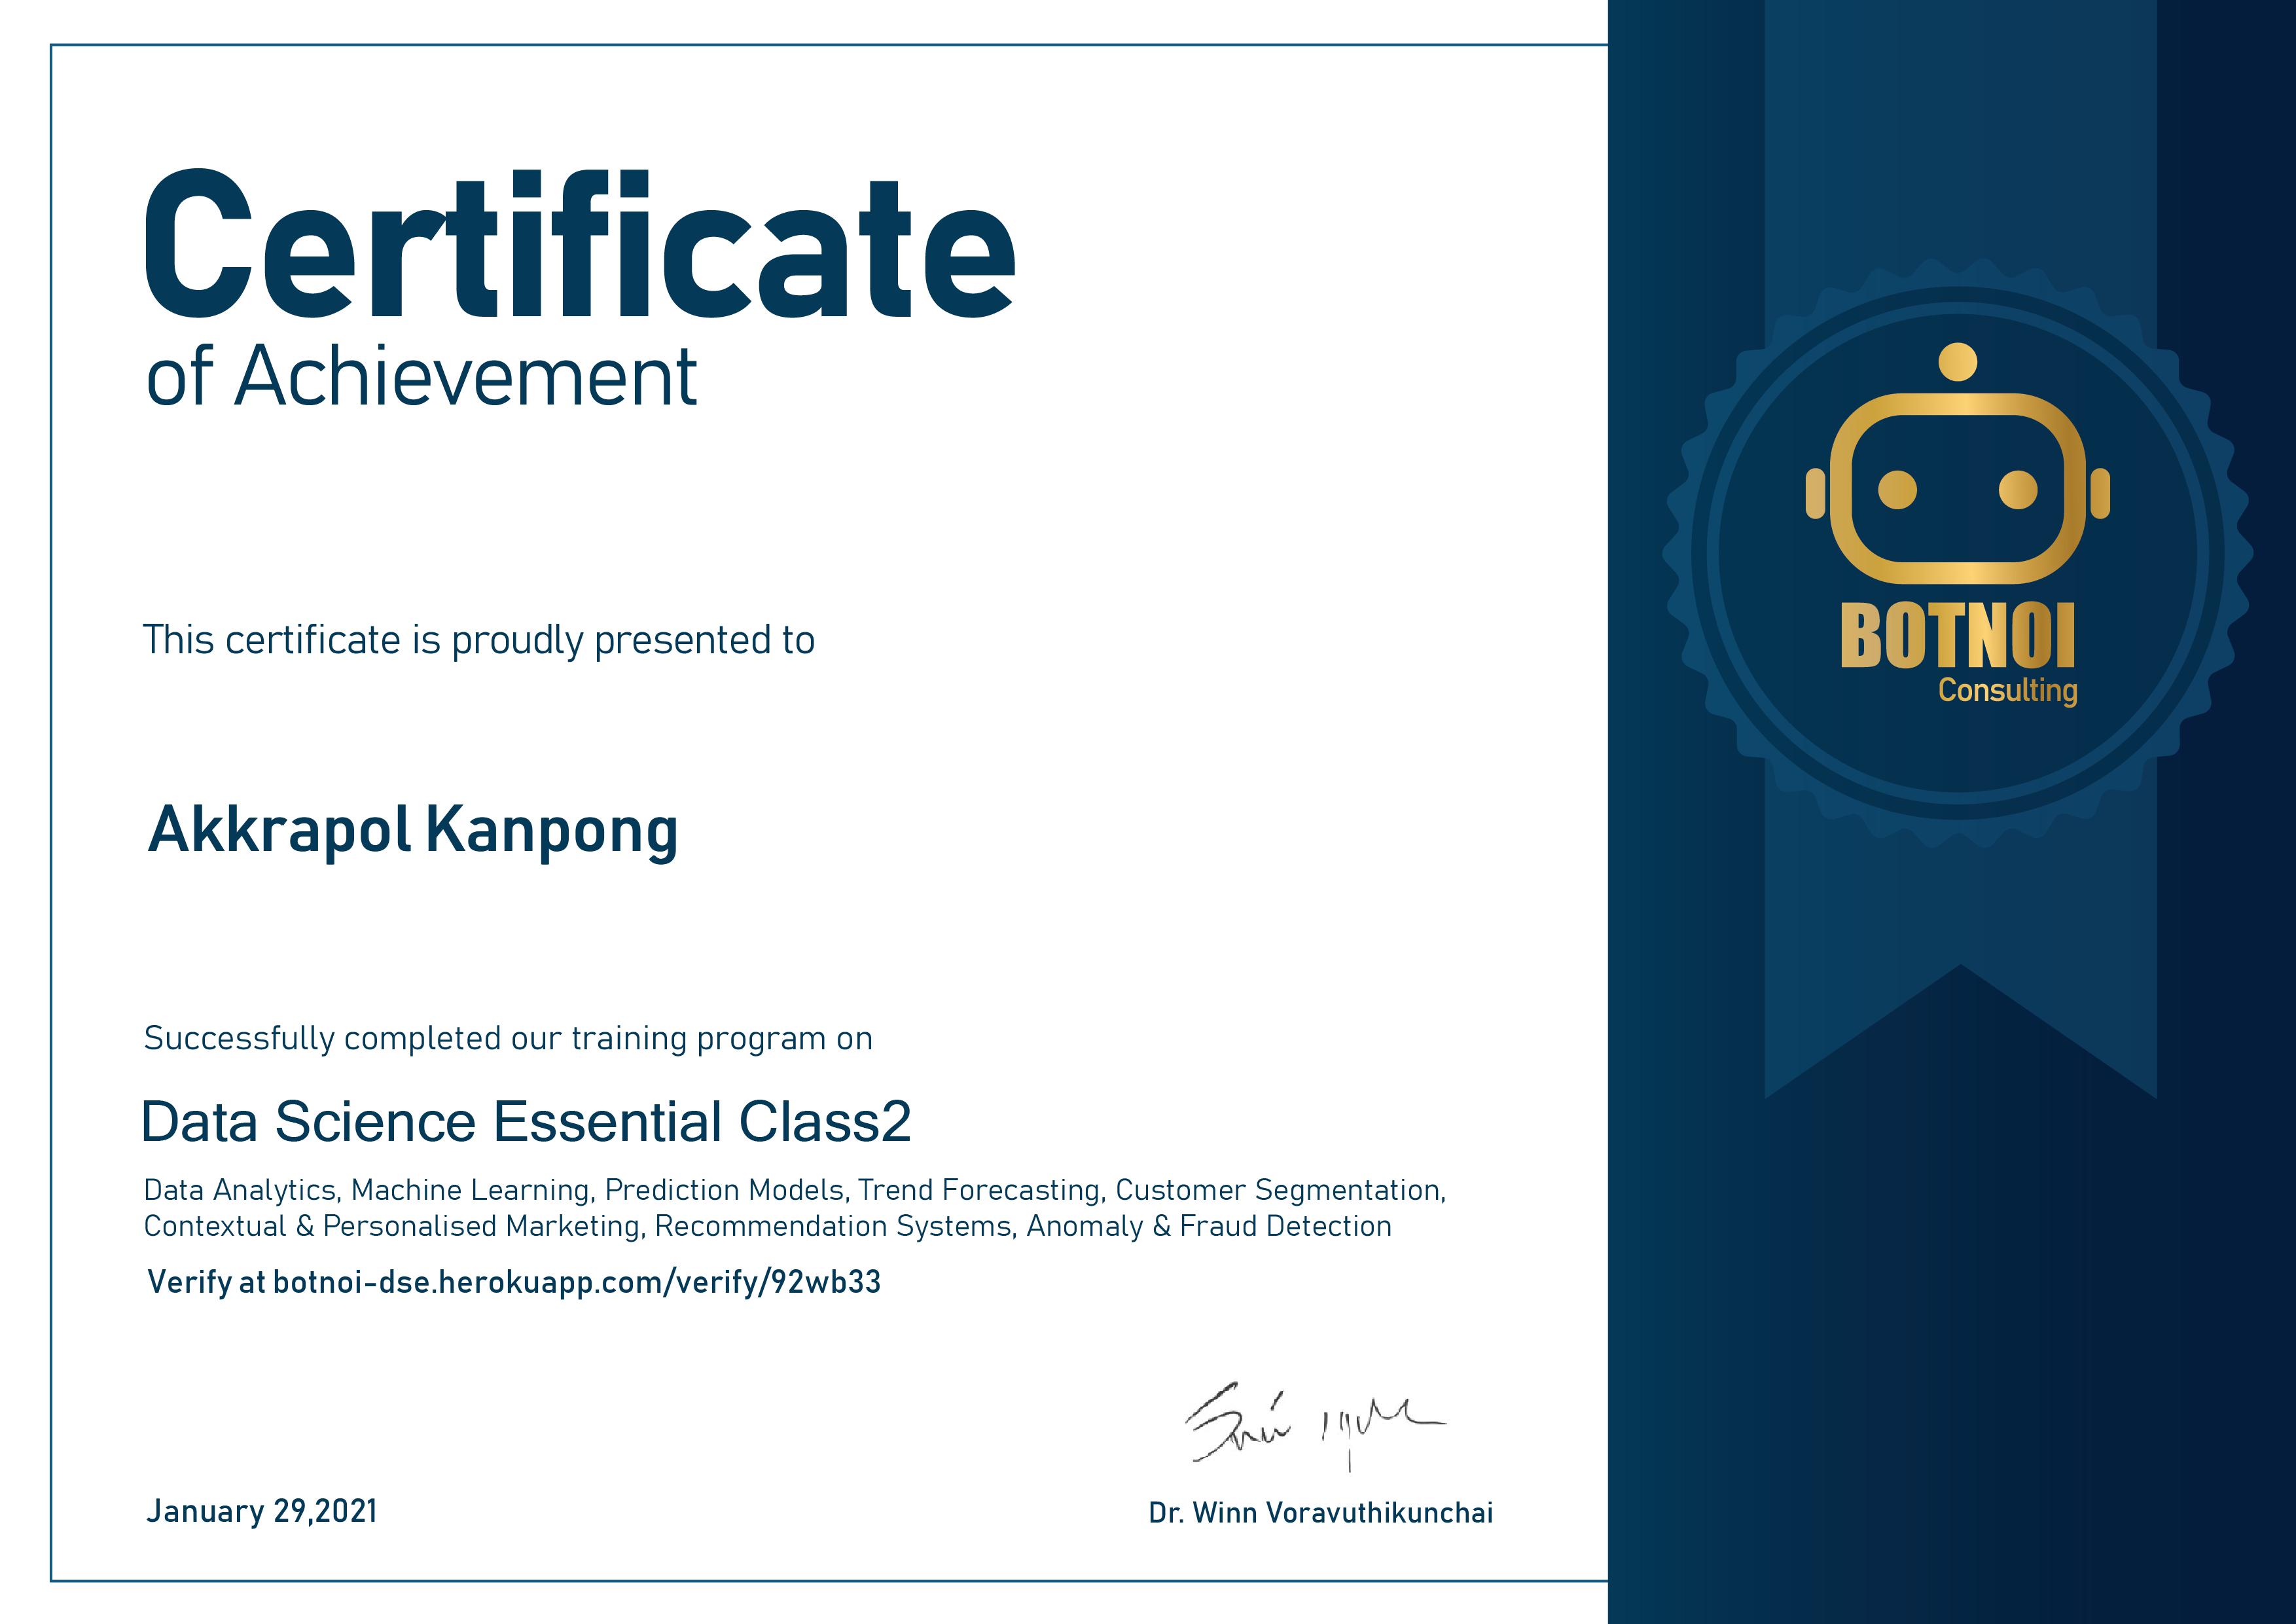 Certificate
of Achievement
This certificate is proudly presented to
Akkrapol Kanpong
Successfully completed our training program on
Data Science Essential Class2
Data Analytics, Machine Learning, Prediction Models, Trend Forecasting, Customer Segmentation,
Contextual & Personalised Marketing, Recommendation Systems, Anomaly & Fraud Detection
Verify at botnoi-dse.herokuapp.com/verify/92wb33
January 29,2021
Dr. Winn Voravuthikunchai
BOTNOI
Consulting